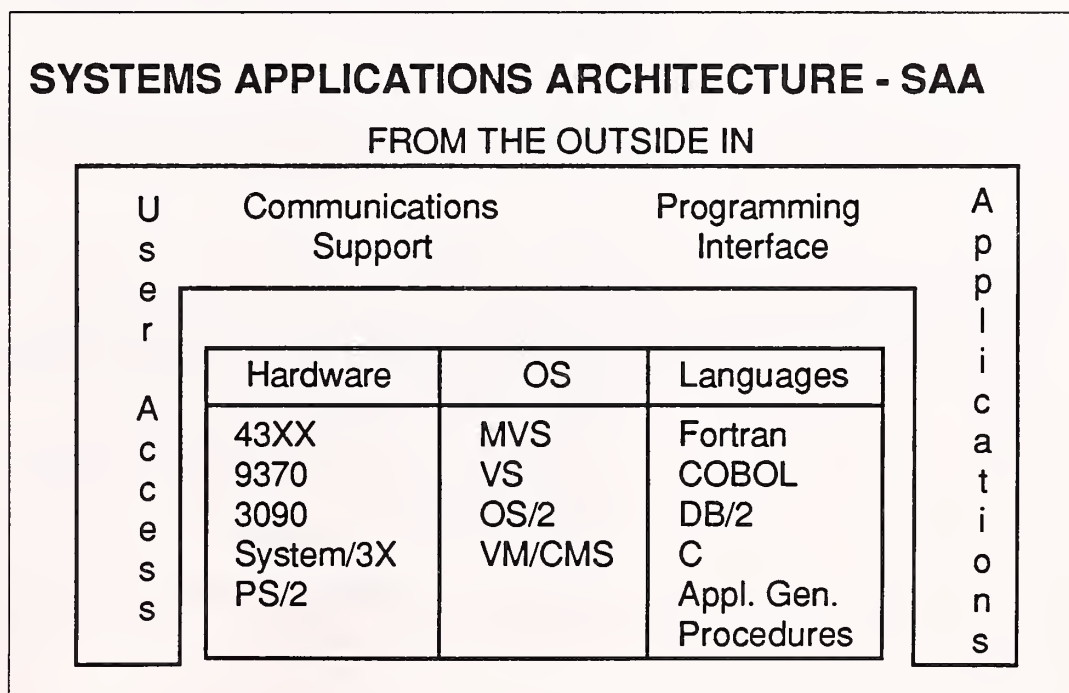 SYSTEMS APPLICATIONS ARCHITECTURE - SAA
FROM THE OUTSIDE IN
User Access
Communications
Support
Programming
Interface
Applications
Hardware
43XX
9370
3090
System/3X
PS/2
OS
MVS
VS
OS/2
VM/CMS
Languages
Fortran
COBOL
DB/2
C
Appl. Gen.
Procedures